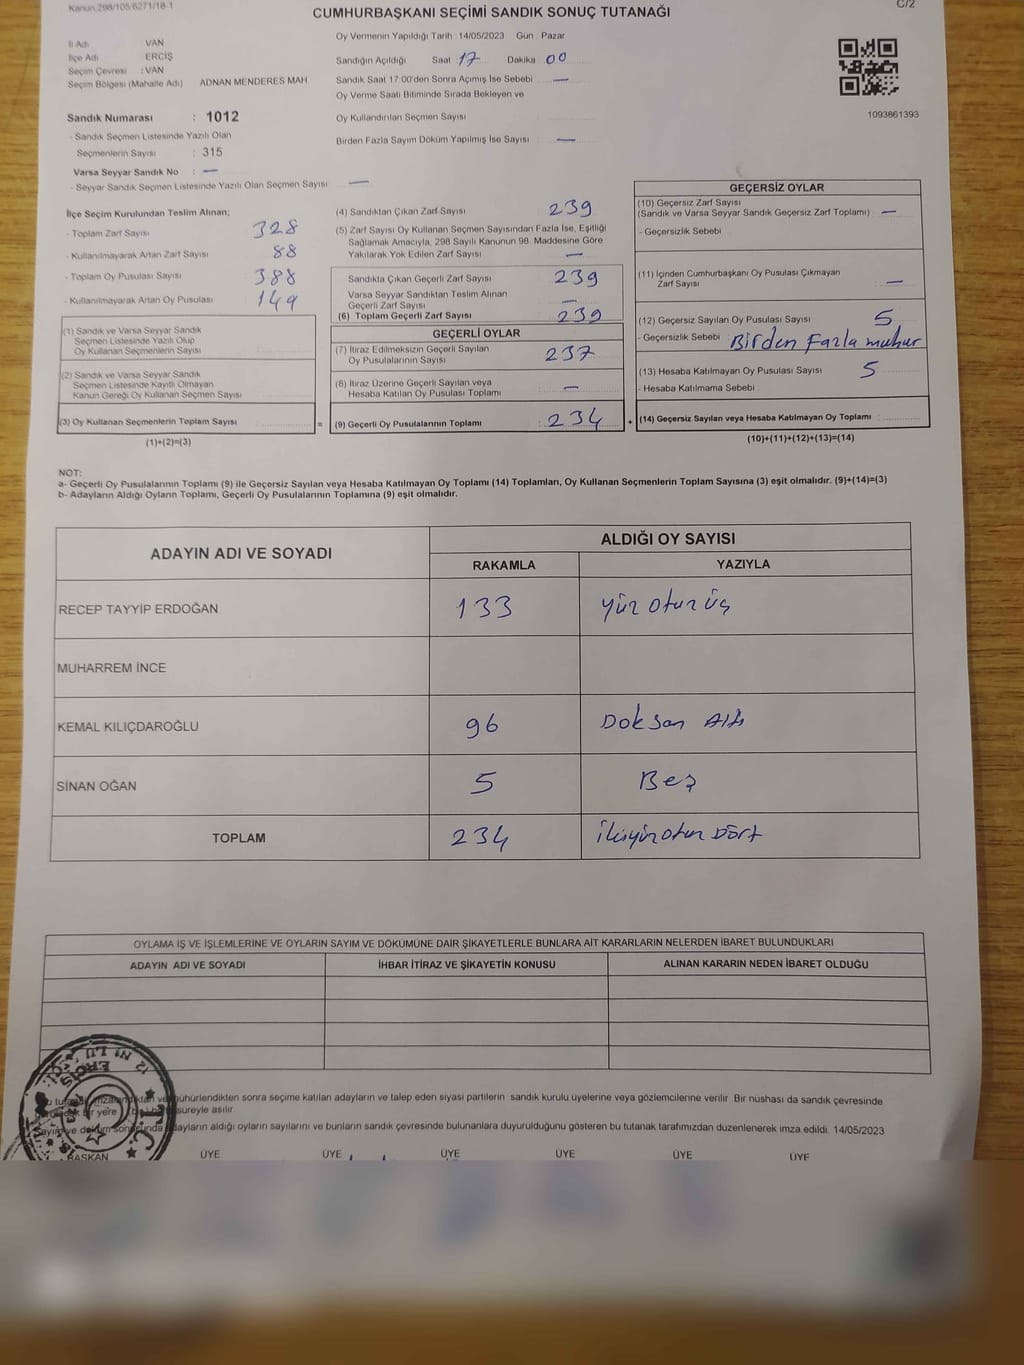 Kanun:298/105,6271/18-1
C/2
CUMHURBAŞKANI SEÇİMİ SANDIK SONUÇ TUTANAĞI
İl Adı VAN
İlçe Adı ERCİŞ
Seçim Çevresi : VAN
Seçim Bölgesi (Mahalle Adı) ADNAN MENDERES MAH
Oy Vermenin Yapıldığı Tarih : 14/05/2023 Gün : Pazar
Sandığın Açıldığı Saat 17 Dakika 00
Sandık Saat 17:00'den Sonra Açımış İse Sebebi —
Oy Verme Saati Bitiminde Sırada Bekleyen ve
Oy Kullandırılan Seçmen Sayısı
Birden Fazla Sayım Döküm Yapılmış İse Sayısı : —
1093861393
Sandık Numarası : 1012
- Sandık Seçmen Listesinde Yazılı Olan
Seçmenlerin Sayısı : 315
Varsa Seyyar Sandık No : —
- Seyyar Sandık Seçmen Listesinde Yazılı Olan Seçmen Sayısı —
İlçe Seçim Kurulundan Teslim Alınan;
- Toplam Zarf Sayısı 328
- Kullanılmayarak Artan Zarf Sayısı 88
- Toplam Oy Pusulası Sayısı 388
- Kullanılmayarak Artan Oy Pusulası 149
(1) Sandık ve Varsa Seyyar Sandık
Seçmen Listesinde Yazılı Olup
Oy Kullanan Seçmenlerin Sayısı
(2) Sandık ve Varsa Seyyar Sandık
Seçmen Listesinde Kayıtlı Olmayan
Kanun Gereği Oy Kullanan Seçmen Sayısı
(3) Oy Kullanan Seçmenlerin Toplam Sayısı
(1)+(2)=(3)
=
(4) Sandıktan Çıkan Zarf Sayısı : 239
(5) Zarf Sayısı Oy Kullanan Seçmen Sayısından Fazla İse, Eşitliği
Sağlamak Amacıyla, 298 Sayılı Kanunun 98. Maddesine Göre
Yakılarak Yok Edilen Zarf Sayısı —
Sandıkta Çıkan Geçerli Zarf Sayısı 239
Varsa Seyyar Sandıktan Teslim Alınan
Geçerli Zarf Sayısı —
(6) Toplam Geçerli Zarf Sayısı 239
GEÇERLİ OYLAR
(7) İtiraz Edilmeksizin Geçerli Sayılan
Oy Pusulalarının Sayısı 237
(8) İtiraz Üzerine Geçerli Sayılan veya
Hesaba Katılan Oy Pusulası Toplamı —
(9) Geçerli Oy Pusulalarının Toplamı 234
+
GEÇERSİZ OYLAR
(10) Geçersiz Zarf Sayısı
(Sandık ve Varsa Seyyar Sandık Geçersiz Zarf Toplamı) —
- Geçersizlik Sebebi
(11) İçinden Cumhurbaşkanı Oy Pusulası Çıkmayan
Zarf Sayısı —
(12) Geçersiz Sayılan Oy Pusulası Sayısı 5
- Geçersizlik Sebebi Birden Fazla muhur
(13) Hesaba Katılmayan Oy Pusulası Sayısı 5
- Hesaba Katılmama Sebebi
(14) Geçersiz Sayılan veya Hesaba Katılmayan Oy Toplamı
(10)+(11)+(12)+(13)=(14)
NOT:
a- Geçerli Oy Pusulalarının Toplamı (9) ile Geçersiz Sayılan veya Hesaba Katılmayan Oy Toplamı (14) Toplamları, Oy Kullanan Seçmenlerin Toplam Sayısına (3) eşit olmalıdır. (9)+(14)=(3)
b- Adayların Aldığı Oyların Toplamı, Geçerli Oy Pusulalarının Toplamına (9) eşit olmalıdır.
ADAYIN ADI VE SOYADI ALDIĞI OY SAYISI
RAKAMLA YAZIYLA
RECEP TAYYİP ERDOĞAN 133 yüz otuz üç
MUHARREM İNCE
KEMAL KILIÇDAROĞLU 96 Doksan Altı
SİNAN OĞAN 5 Beş
TOPLAM 234 ikiyüzotuz Dört
OYLAMA İŞ VE İŞLEMLERİNE VE OYLARIN SAYIM VE DÖKÜMÜNE DAİR ŞİKAYETLERLE BUNLARA AİT KARARLARIN NELERDEN İBARET BULUNDUKLARI
ADAYIN ADI VE SOYADI İHBAR İTİRAZ VE ŞİKAYETİN KONUSU ALINAN KARARIN NEDEN İBARET OLDUĞU
mühürlendikten sonra seçime katılan adayların ve talep eden siyasi partilerin sandık kurulu üyelerine veya gözlemcilerine verilir Bir nüshası da sandık çevresinde
bir yere süreyle asılır.
adayların aldığı oyların sayılarını ve bunların sandık çevresinde bulunanlara duyurulduğunu gösteren bu tutanak tarafımızdan düzenlenerek imza edildi. 14/05/2023
T.C.
ERCİŞ
BAŞKAN ÜYE ÜYE ÜYE ÜYE ÜYE ÜYE